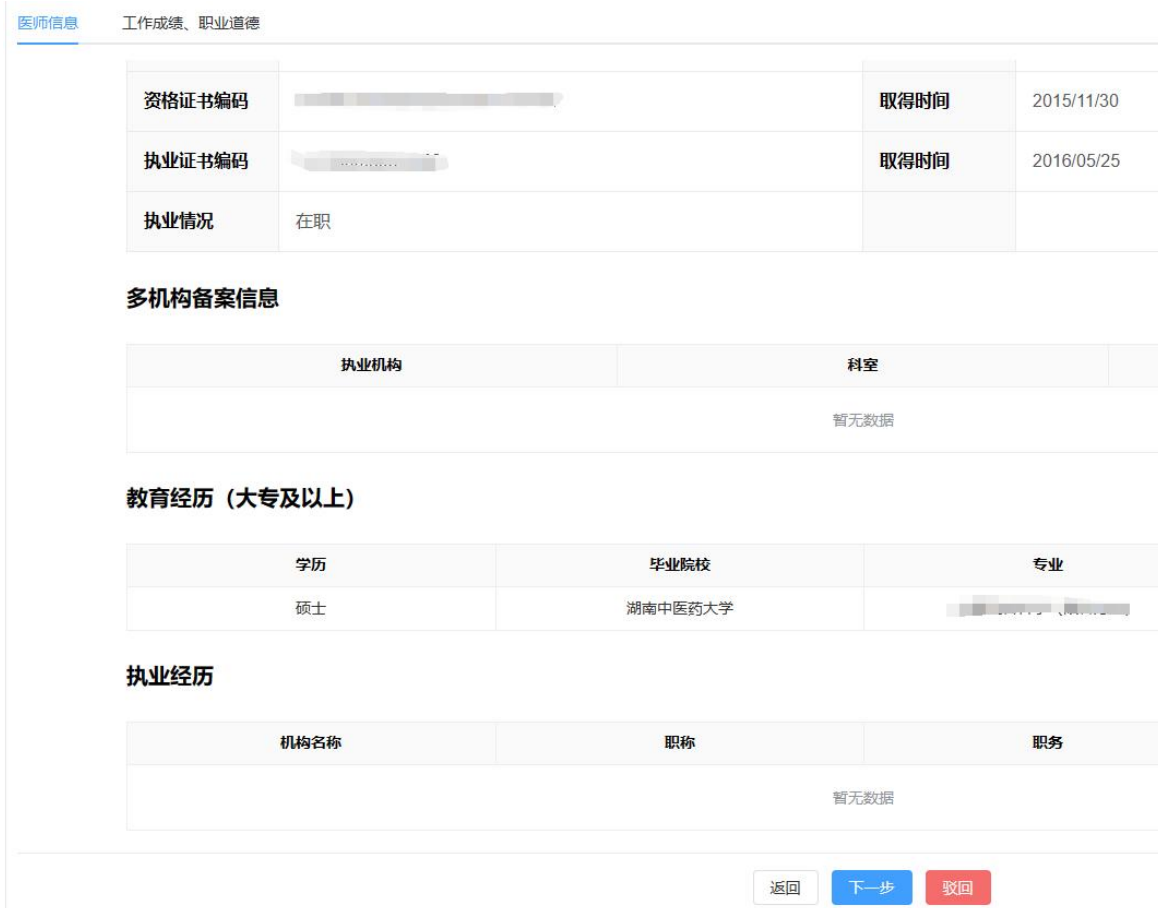 医师信息 工作成绩、职业道德
资格证书编码 取得时间 2015/11/30
执业证书编码 取得时间 2016/05/25
执业情况 在职
多机构备案信息
执业机构 科室
暂无数据
教育经历（大专及以上）
学历 毕业院校 专业
硕士 湖南中医药大学
执业经历
机构名称 职称 职务
暂无数据
返回 下一步 驳回